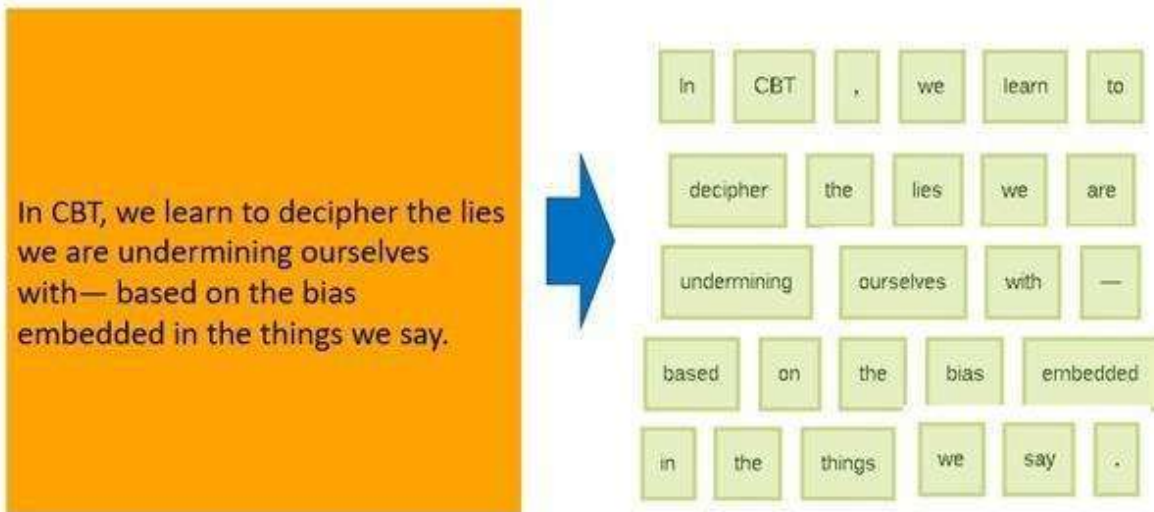 In CBT, we learn to decipher the lies
we are undermining ourselves
with— based on the bias
embedded in the things we say.
In CBT , we learn to
decipher the lies we are
undermining ourselves with —
based on the bias embedded
in the things we say .